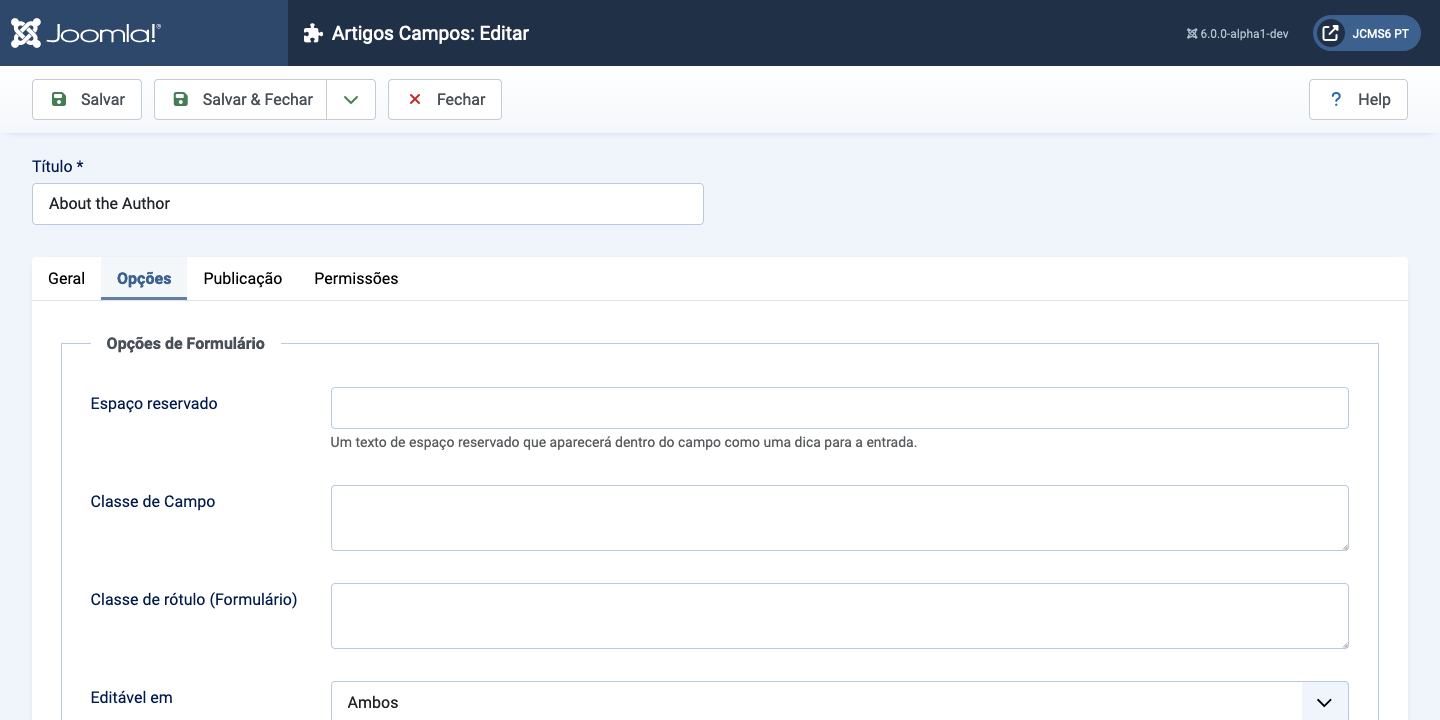 Joomla!®
Artigos Campos: Editar
6.0.0-alpha1-dev
JCMS6 PT
Salvar
Salvar & Fechar
Fechar
? Help
Título *
About the Author
Geral
Opções
Publicação
Permissões
Opções de Formulário
Espaço reservado
Um texto de espaço reservado que aparecerá dentro do campo como uma dica para a entrada.
Classe de Campo
Classe de rótulo (Formulário)
Editável em
Ambos